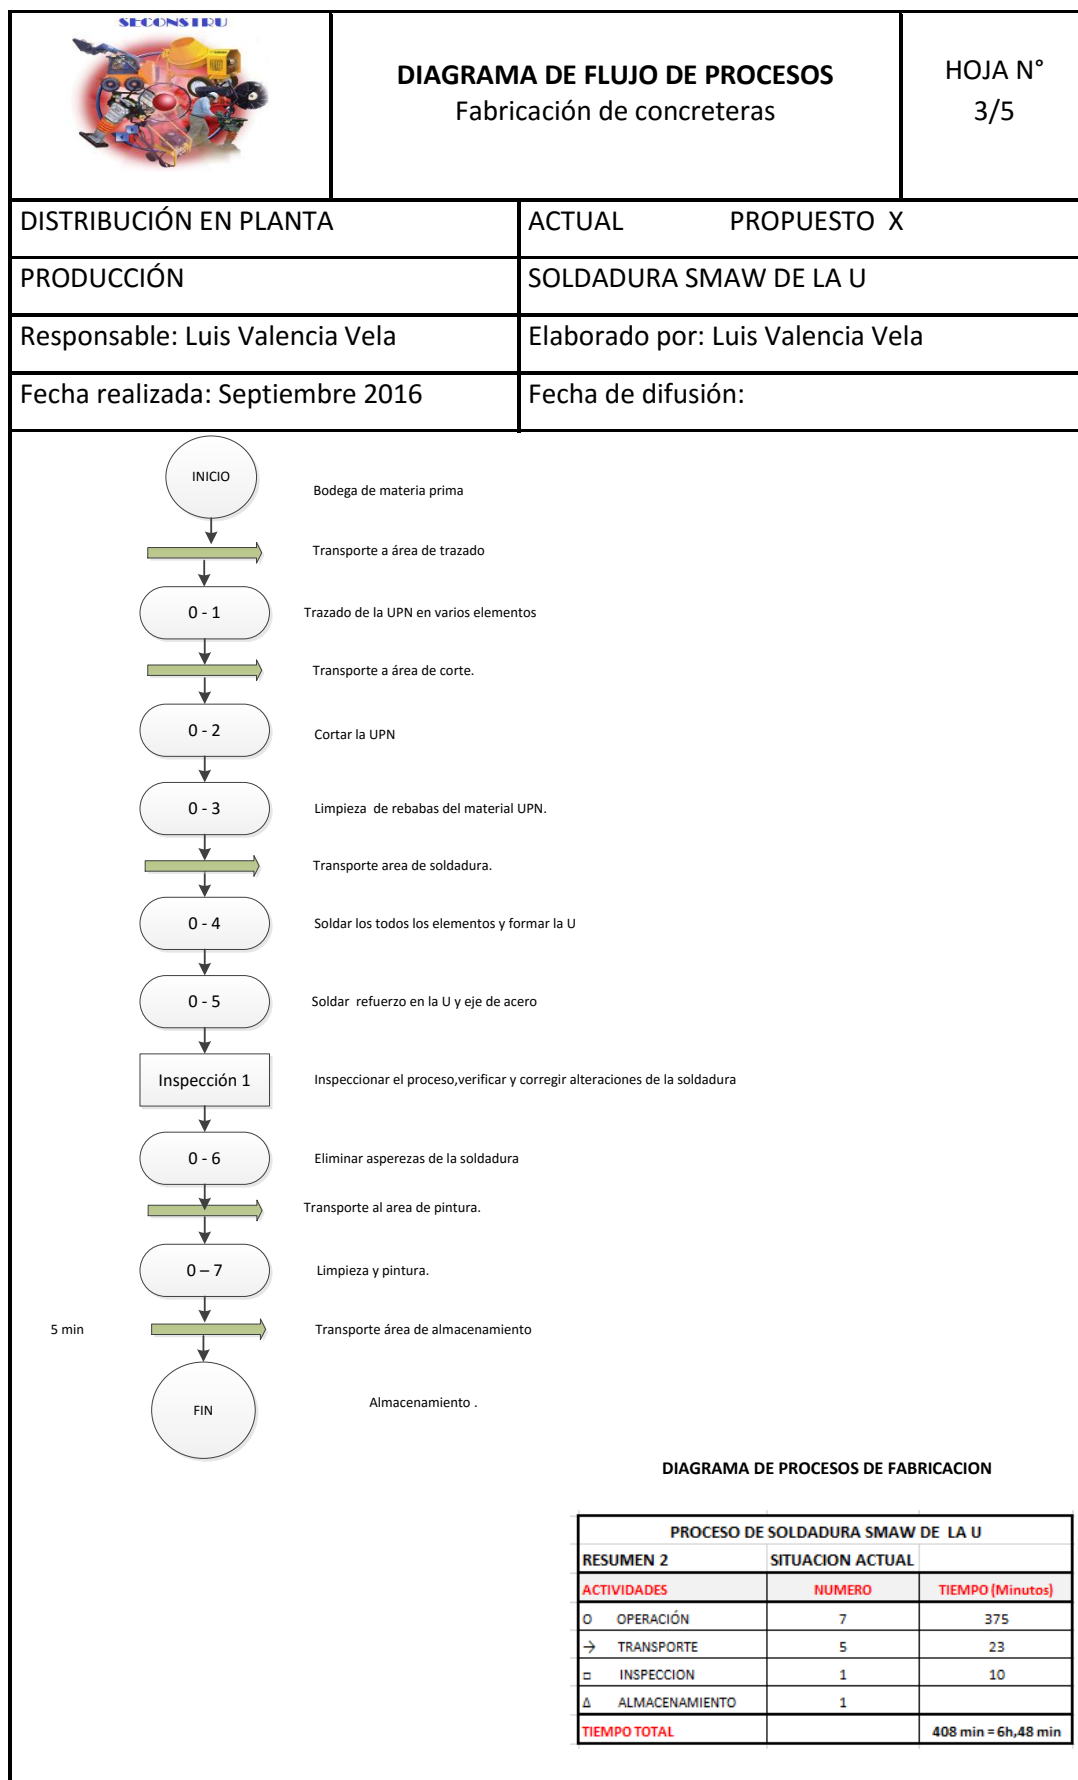 SECONSTRU
DIAGRAMA DE FLUJO DE PROCESOS
Fabricación de concreteras
HOJA N°
3/5
DISTRIBUCIÓN EN PLANTA
ACTUAL PROPUESTO X
PRODUCCIÓN
SOLDADURA SMAW DE LA U
Responsable: Luis Valencia Vela
Elaborado por: Luis Valencia Vela
Fecha realizada: Septiembre 2016
Fecha de difusión:
INICIO
Bodega de materia prima
Transporte a área de trazado
0 - 1
Trazado de la UPN en varios elementos
Transporte a área de corte.
0 - 2
Cortar la UPN
0 - 3
Limpieza de rebabas del material UPN.
Transporte area de soldadura.
0 - 4
Soldar los todos los elementos y formar la U
0 - 5
Soldar refuerzo en la U y eje de acero
Inspección 1
Inspeccionar el proceso,verificar y corregir alteraciones de la soldadura
0 - 6
Eliminar asperezas de la soldadura
Transporte al area de pintura.
0 – 7
Limpieza y pintura.
5 min
Transporte área de almacenamiento
FIN
Almacenamiento .
DIAGRAMA DE PROCESOS DE FABRICACION
PROCESO DE SOLDADURA SMAW DE LA U
RESUMEN 2 SITUACION ACTUAL
ACTIVIDADES NUMERO TIEMPO (Minutos)
O OPERACIÓN 7 375
→ TRANSPORTE 5 23
□ INSPECCION 1 10
Δ ALMACENAMIENTO 1
TIEMPO TOTAL 408 min = 6h,48 min